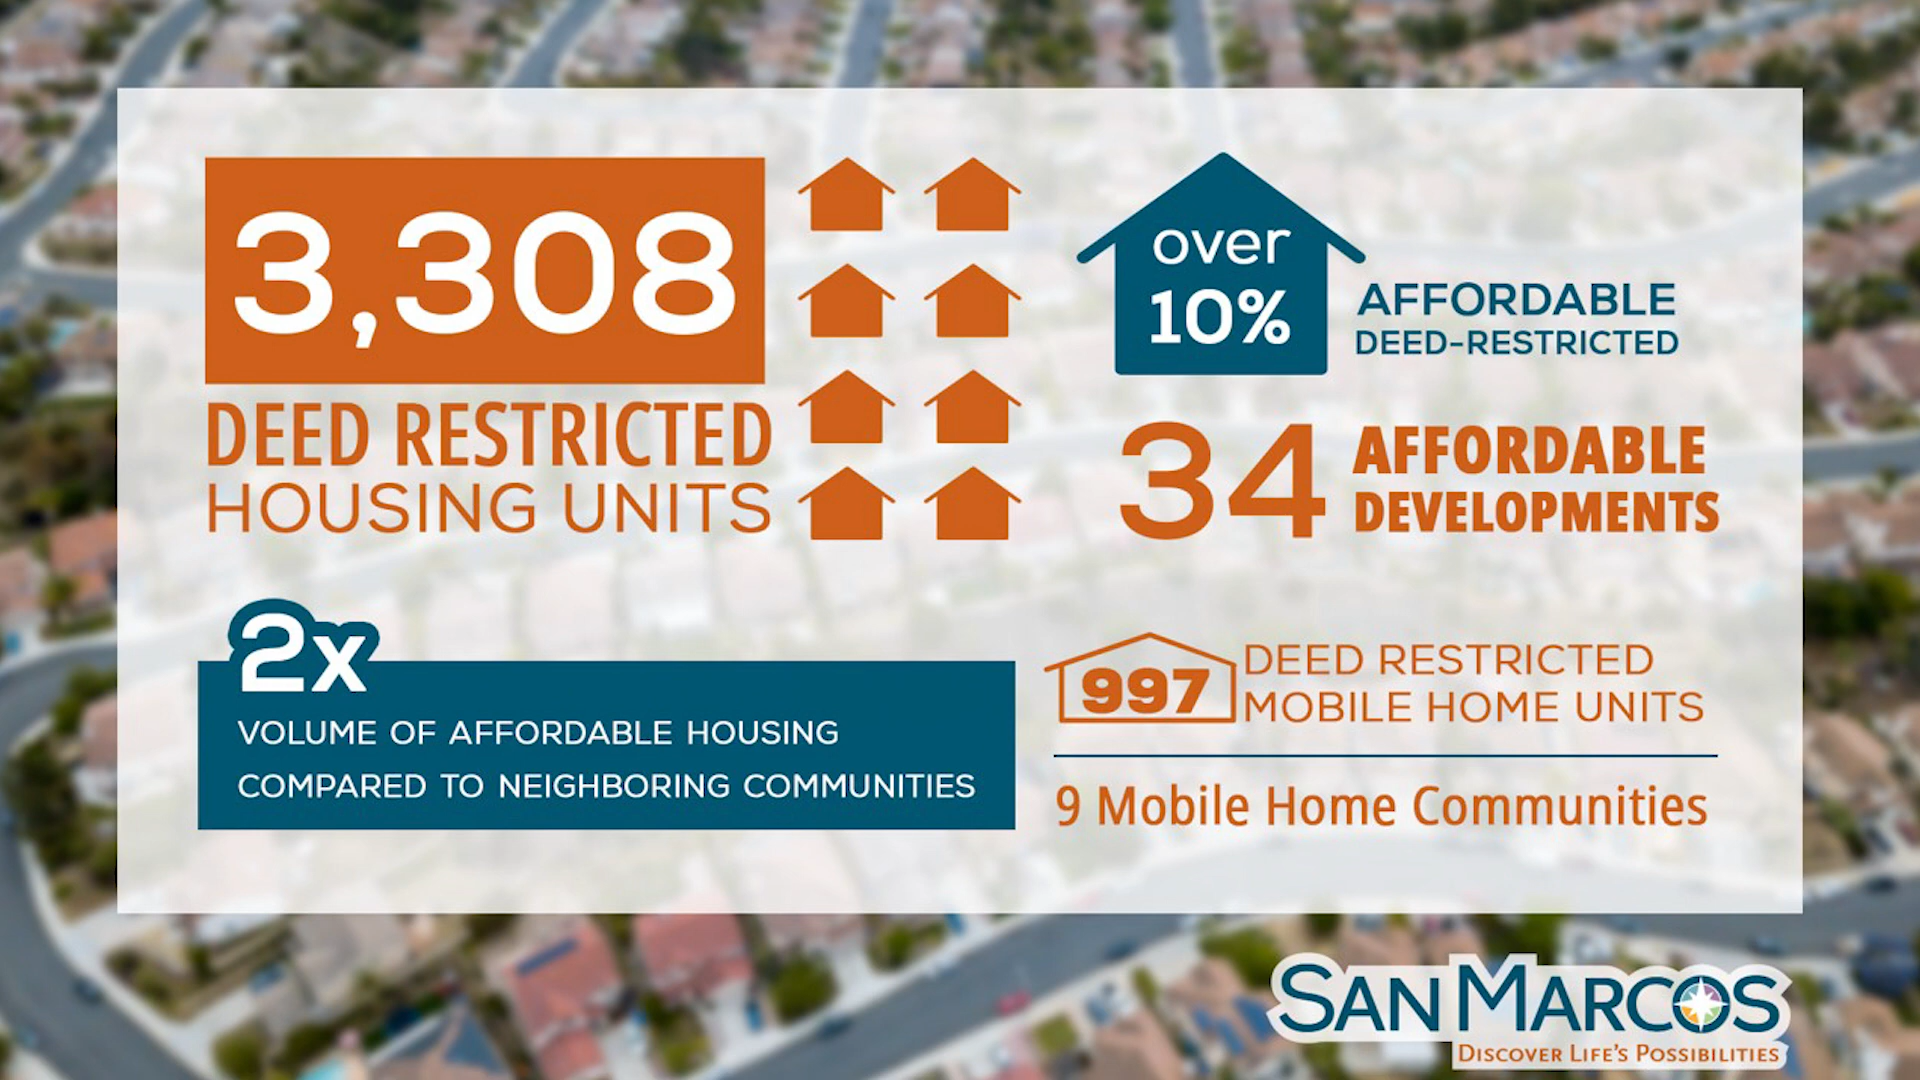 3,308
DEED RESTRICTED
HOUSING UNITS
over
10%
AFFORDABLE
DEED-RESTRICTED
34
AFFORDABLE
DEVELOPMENTS
2x
VOLUME OF AFFORDABLE HOUSING
COMPARED TO NEIGHBORING COMMUNITIES
997
DEED RESTRICTED
MOBILE HOME UNITS
9 Mobile Home Communities
SAN MARCOS
DISCOVER LIFE'S POSSIBILITIES